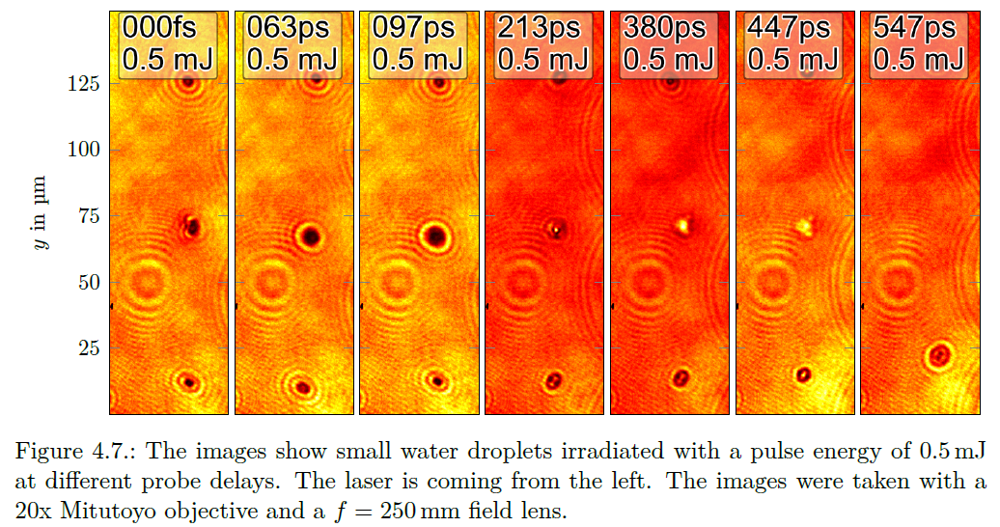 000fs 063ps 097ps 213ps 380ps 447ps 547ps
0.5 mJ 0.5 mJ 0.5 mJ 0.5 mJ 0.5 mJ 0.5 mJ 0.5 mJ
125
100
75
50
25
y in µm
Figure 4.7.: The images show small water droplets irradiated with a pulse energy of 0.5 mJ
at different probe delays. The laser is coming from the left. The images were taken with a
20x Mitutoyo objective and a f = 250 mm field lens.